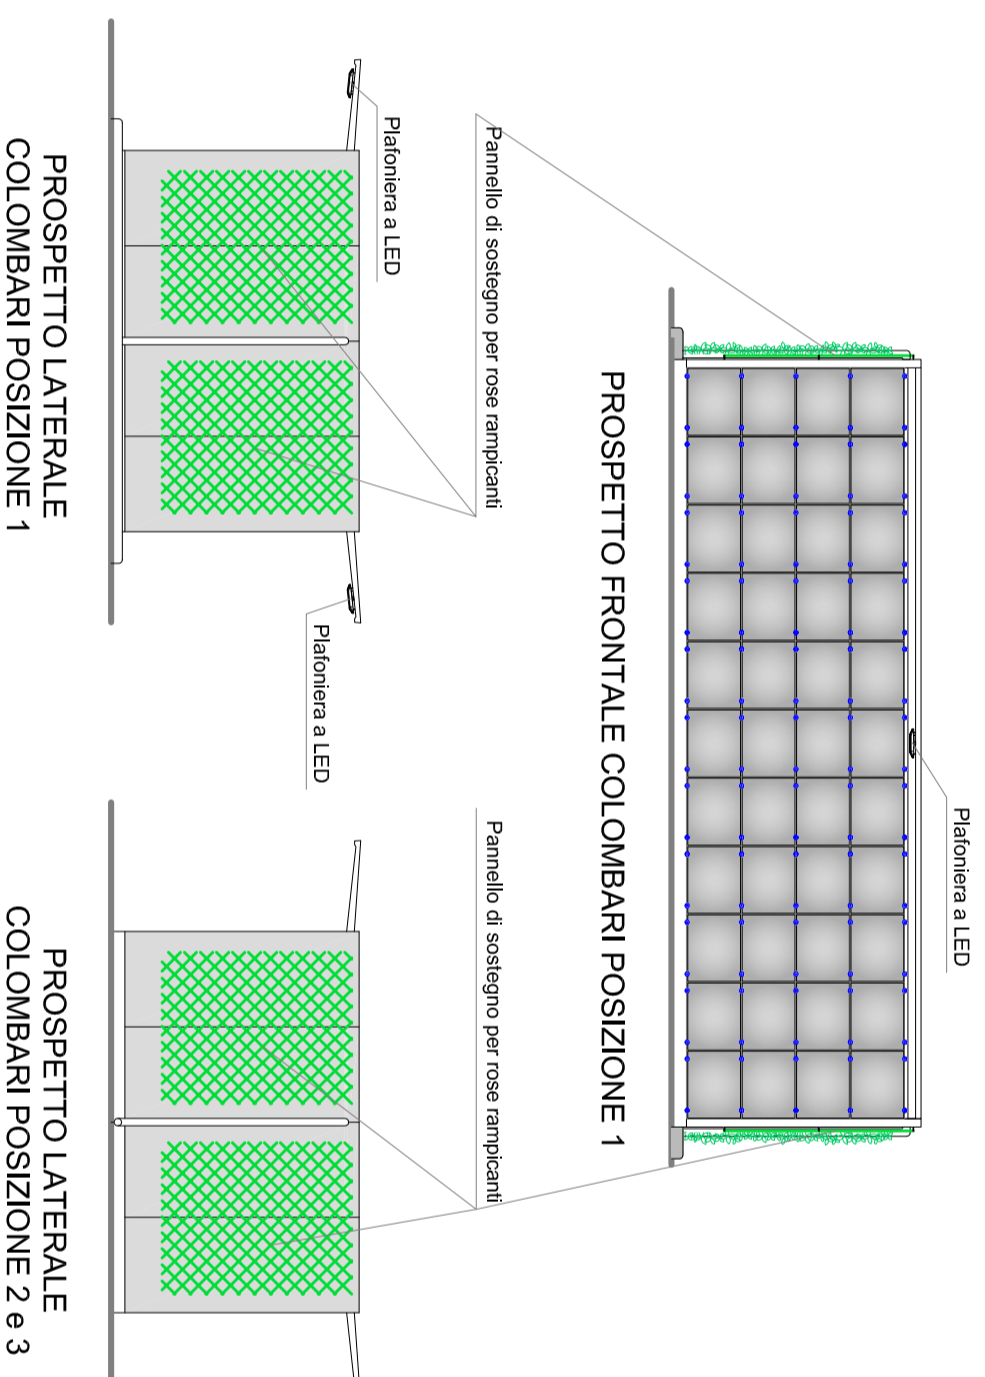 Plafoniera a LED
PROSPETTO FRONTALE COLOMBARI POSIZIONE 1
Pannello di sostegno per rose rampicanti
Pannello di sostegno per rose rampicanti
Plafoniera a LED
Plafoniera a LED
PROSPETTO LATERALE
COLOMBARI POSIZIONE 1
PROSPETTO LATERALE
COLOMBARI POSIZIONE 2 e 3